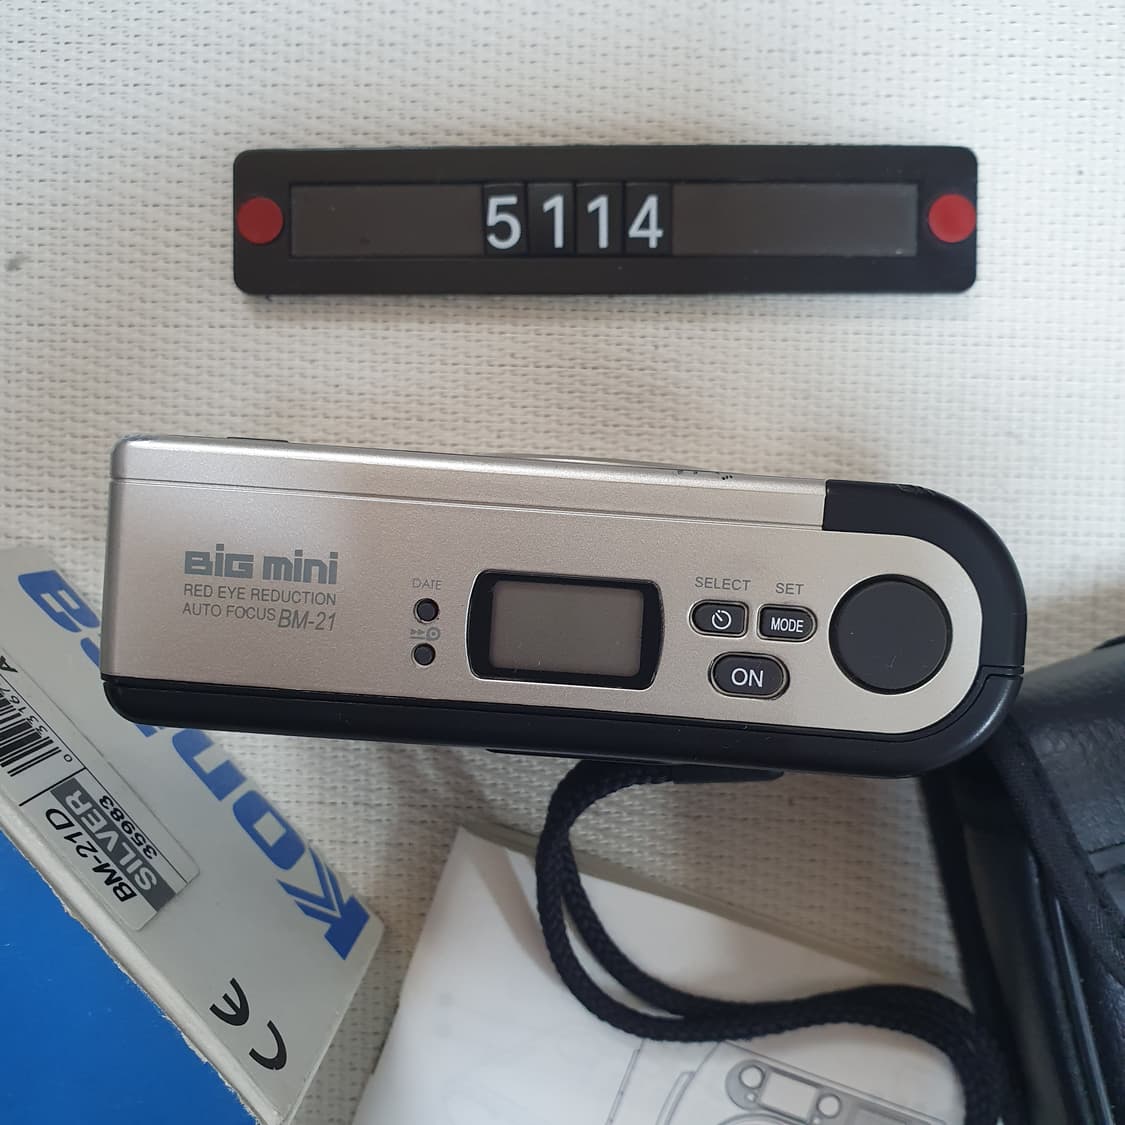 5114
BiG mini
RED EYE REDUCTION
AUTO FOCUS BM-21
DATE
SELECT SET
MODE
ON
Konica
BM-21D
SILVER
35983
A
CE